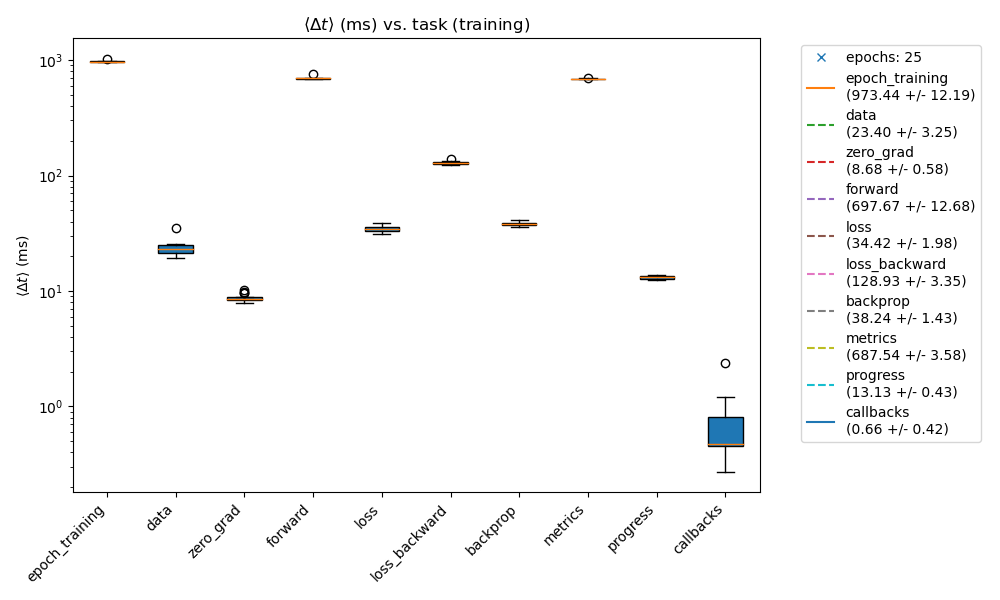 ⟨Δt⟩ (ms) vs. task (training)
⟨Δt⟩ (ms)
10³
10²
10¹
10⁰
epoch_training
data
zero_grad
forward
loss
loss_backward
backprop
metrics
progress
callbacks
epochs: 25
epoch_training
(973.44 +/- 12.19)
data
(23.40 +/- 3.25)
zero_grad
(8.68 +/- 0.58)
forward
(697.67 +/- 12.68)
loss
(34.42 +/- 1.98)
loss_backward
(128.93 +/- 3.35)
backprop
(38.24 +/- 1.43)
metrics
(687.54 +/- 3.58)
progress
(13.13 +/- 0.43)
callbacks
(0.66 +/- 0.42)